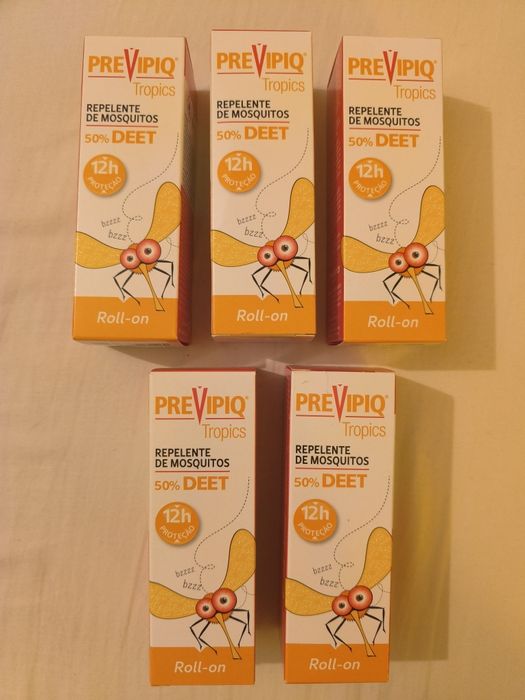 PREVIPIQ®
Tropics
REPELENTE
DE MOSQUITOS
50% DEET
12h
PROTEÇÃO
bzzzz
bzzz
Roll-on
PREVIPIQ®
Tropics
REPELENTE
DE MOSQUITOS
50% DEET
12h
PROTEÇÃO
bzzzz
bzzz
Roll-on
PREVIPIQ®
Tropics
REPELENTE
DE MOSQUITOS
50% DEET
12h
PROTEÇÃO
bzzzz
bzzz
Roll-on
PREVIPIQ®
Tropics
REPELENTE
DE MOSQUITOS
50% DEET
12h
PROTEÇÃO
bzzzz
bzzz
Roll-on
PREVIPIQ®
Tropics
REPELENTE
DE MOSQUITOS
50% DEET
12h
PROTEÇÃO
bzzzz
bzzz
Roll-on